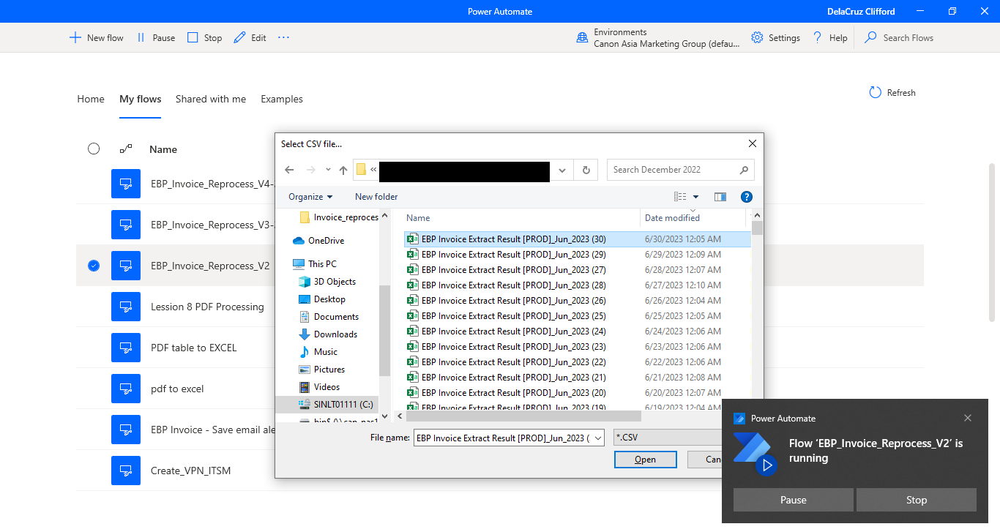 Power Automate
DelaCruz Clifford
New flow
Pause
Stop
Edit
Environments
Canon Asia Marketing Group (defau...
Settings
Help
Search Flows
Home
My flows
Shared with me
Examples
Refresh
Name
EBP_Invoice_Reprocess_V4-
EBP_Invoice_Reprocess_V3-
EBP_Invoice_Reprocess_V2
Lession 8 PDF Processing
PDF table to EXCEL
pdf to excel
EBP Invoice - Save email ale
Create_VPN_ITSM
Select CSV file...
«
Search December 2022
Organize
New folder
Invoice_reproces
OneDrive
This PC
3D Objects
Desktop
Documents
Downloads
Music
Pictures
Videos
SINLT01111 (C:)
Name
Date modified
EBP Invoice Extract Result [PROD]_Jun_2023 (30) 6/30/2023 12:05 AM
EBP Invoice Extract Result [PROD]_Jun_2023 (29) 6/29/2023 12:09 AM
EBP Invoice Extract Result [PROD]_Jun_2023 (27) 6/28/2023 12:07 AM
EBP Invoice Extract Result [PROD]_Jun_2023 (28) 6/27/2023 12:10 AM
EBP Invoice Extract Result [PROD]_Jun_2023 (26) 6/26/2023 12:04 AM
EBP Invoice Extract Result [PROD]_Jun_2023 (25) 6/25/2023 12:05 AM
EBP Invoice Extract Result [PROD]_Jun_2023 (24) 6/24/2023 12:06 AM
EBP Invoice Extract Result [PROD]_Jun_2023 (23) 6/23/2023 12:06 AM
EBP Invoice Extract Result [PROD]_Jun_2023 (22) 6/22/2023 12:06 AM
EBP Invoice Extract Result [PROD]_Jun_2023 (21) 6/21/2023 12:08 AM
EBP Invoice Extract Result [PROD]_Jun_2023 (20) 6/20/2023 12:07 AM
EBP Invoice Extract Result [PROD]_Jun_2023 (19) 6/19/2023 12:04 AM
File name:
EBP Invoice Extract Result [PROD]_Jun_2023 (
*.CSV
Open
Can
Power Automate
Flow ‘EBP_Invoice_Reprocess_V2’ is
running
Pause
Stop